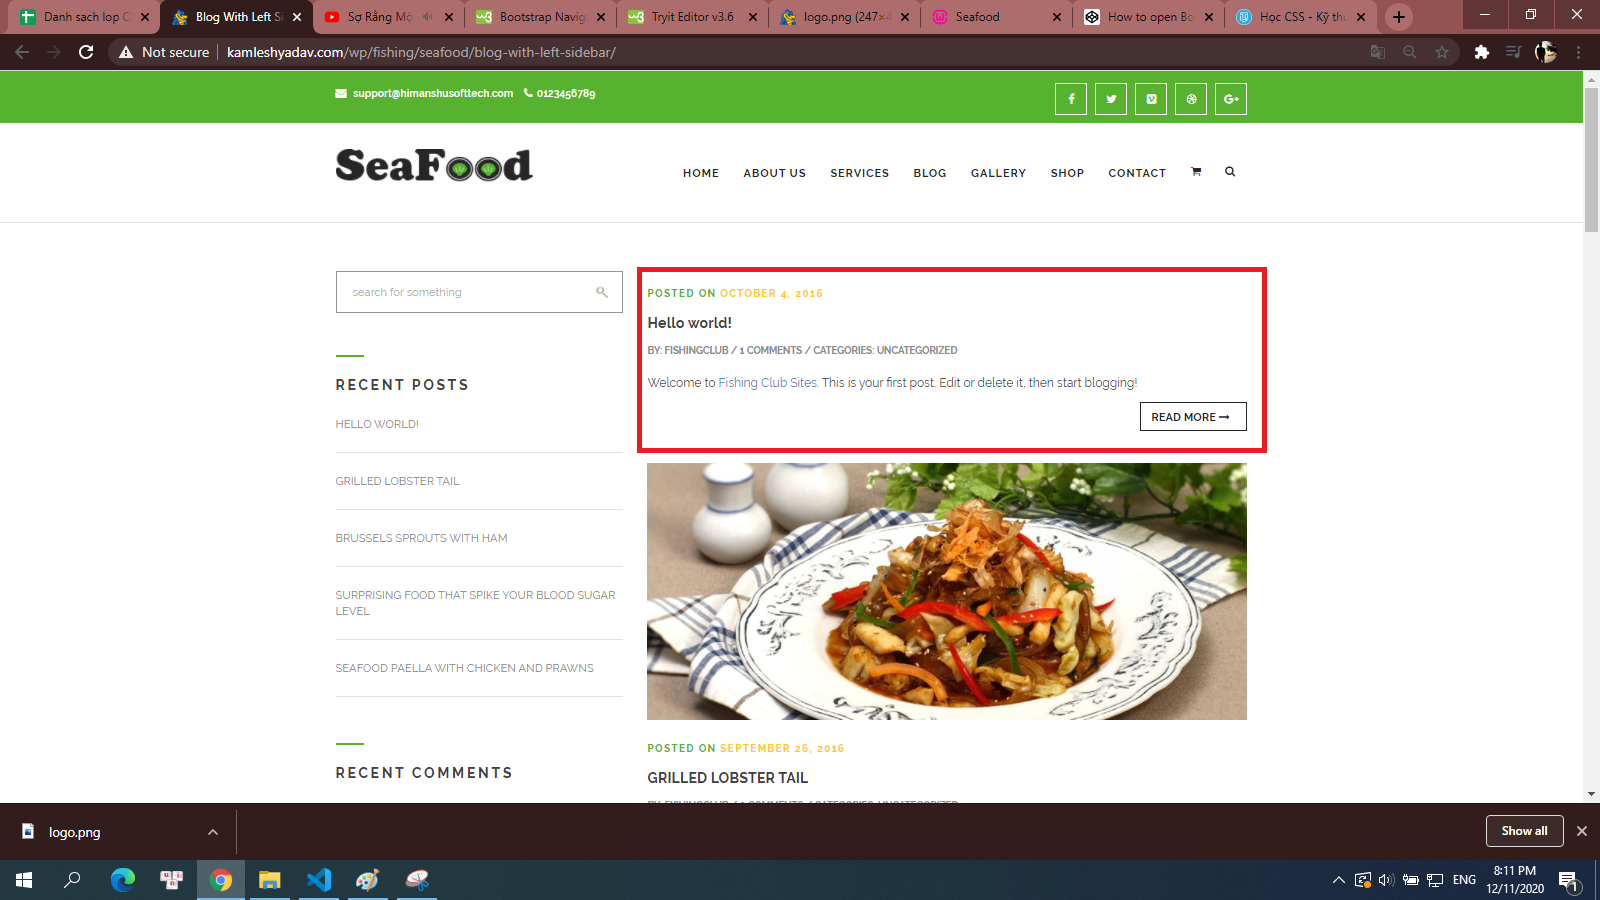 Danh sach lop C
Blog With Left Si
Sợ Rằng Mộ
Bootstrap Navig
Tryit Editor v3.6
logo.png (247×4
Seafood
How to open Bo
Học CSS - Kỹ thu
Not secure
kamleshyadav.com/wp/fishing/seafood/blog-with-left-sidebar/
support@himanshusofttech.com 0123456789
SeaFood
HOME ABOUT US SERVICES BLOG GALLERY SHOP CONTACT
search for something
RECENT POSTS
HELLO WORLD!
GRILLED LOBSTER TAIL
BRUSSELS SPROUTS WITH HAM
SURPRISING FOOD THAT SPIKE YOUR BLOOD SUGAR
LEVEL
SEAFOOD PAELLA WITH CHICKEN AND PRAWNS
RECENT COMMENTS
POSTED ON OCTOBER 4, 2016
Hello world!
BY: FISHINGCLUB / 1 COMMENTS / CATEGORIES: UNCATEGORIZED
Welcome to Fishing Club Sites. This is your first post. Edit or delete it, then start blogging!
READ MORE
POSTED ON SEPTEMBER 26, 2016
GRILLED LOBSTER TAIL
logo.png
Show all
ENG
8:11 PM
12/11/2020
1